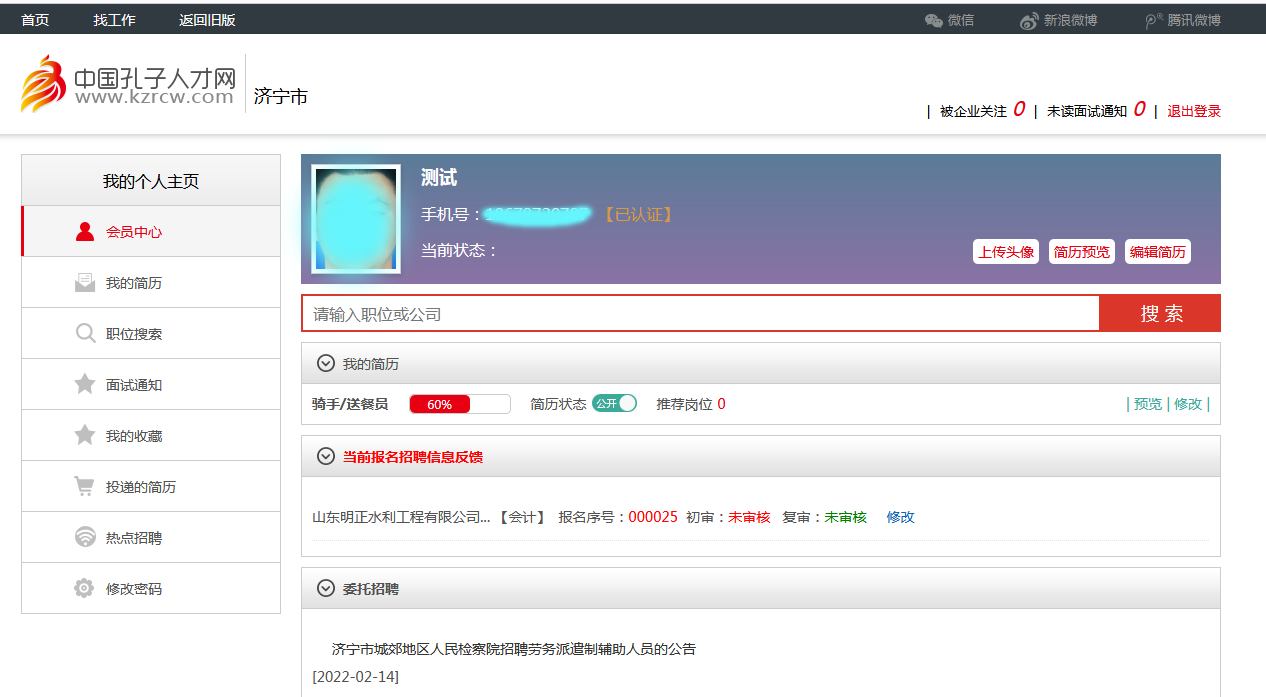 首页 找工作 返回旧版 微信 新浪微博 腾讯微博
中国孔子人才网
www.kzrcw.com
济宁市
| 被企业关注 0 | 未读面试通知 0 | 退出登录
我的个人主页
会员中心
我的简历
职位搜索
面试通知
我的收藏
投递的简历
热点招聘
修改密码
测试
手机号： 【已认证】
当前状态：
上传头像 简历预览 编辑简历
请输入职位或公司 搜 索
我的简历
骑手/送餐员 60% 简历状态 公开 推荐岗位 0 | 预览 | 修改 |
当前报名招聘信息反馈
山东明正水利工程有限公司... 【会计】 报名序号：000025 初审：未审核 复审：未审核 修改
委托招聘
济宁市城郊地区人民检察院招聘劳务派遣制辅助人员的公告
[2022-02-14]